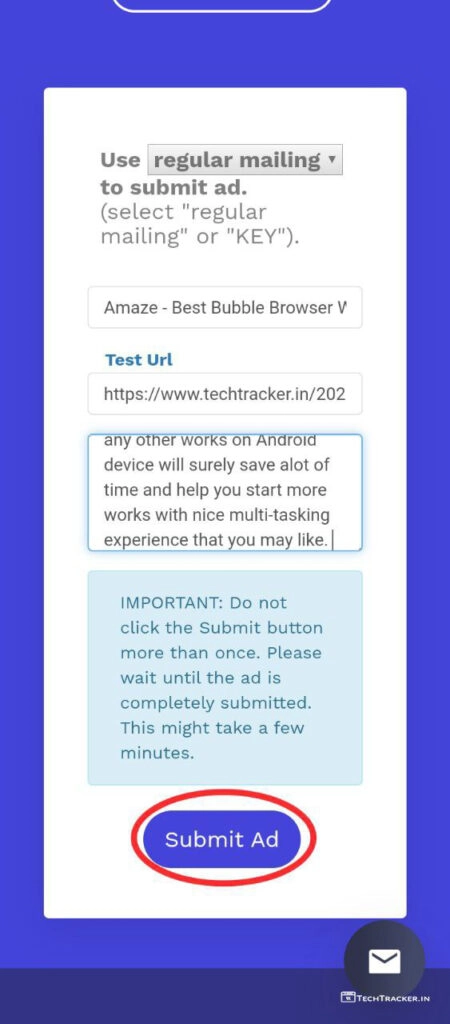 Use regular mailing ▾
to submit ad.
(select "regular
mailing" or "KEY").
Amaze - Best Bubble Browser W
Test Url
https://www.techtracker.in/202
any other works on Android
device will surely save alot of
time and help you start more
works with nice multi-tasking
experience that you may like.
IMPORTANT: Do not
click the Submit button
more than once. Please
wait until the ad is
completely submitted.
This might take a few
minutes.
Submit Ad
TECHTRACKER.IN